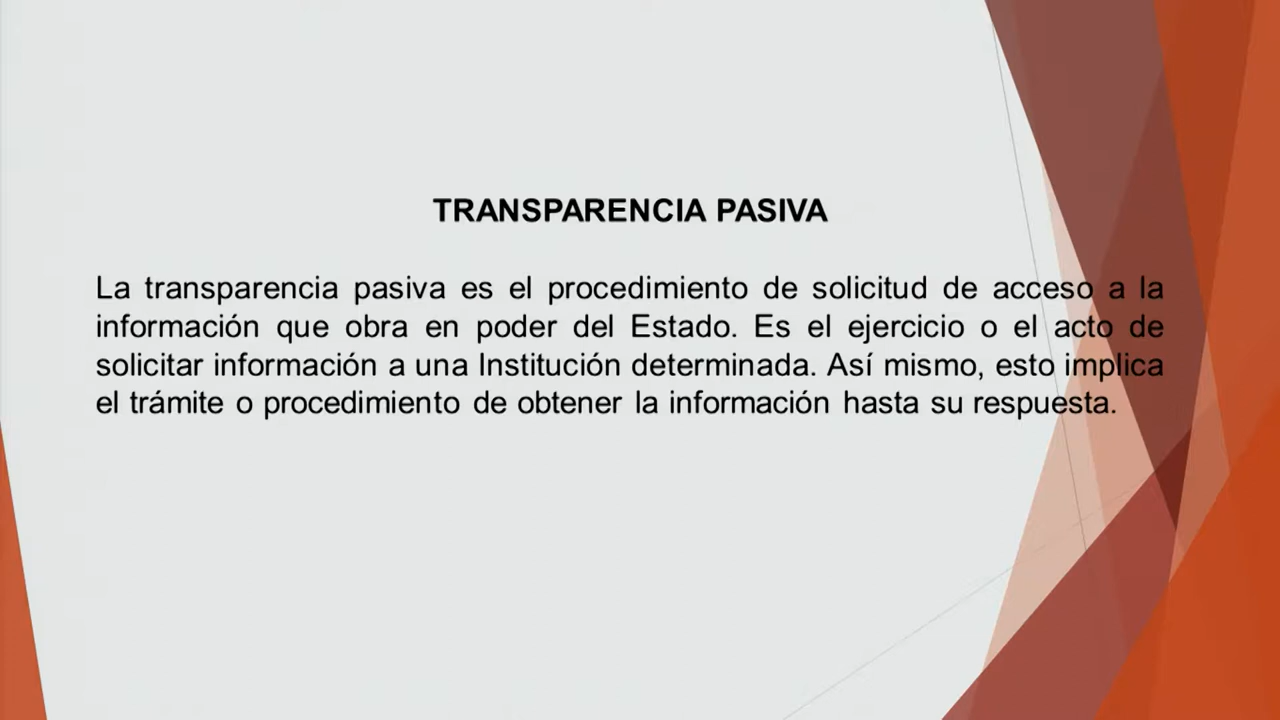 TRANSPARENCIA PASIVA
La transparencia pasiva es el procedimiento de solicitud de acceso a la
información que obra en poder del Estado. Es el ejercicio o el acto de
solicitar información a una Institución determinada. Así mismo, esto implica
el trámite o procedimiento de obtener la información hasta su respuesta.